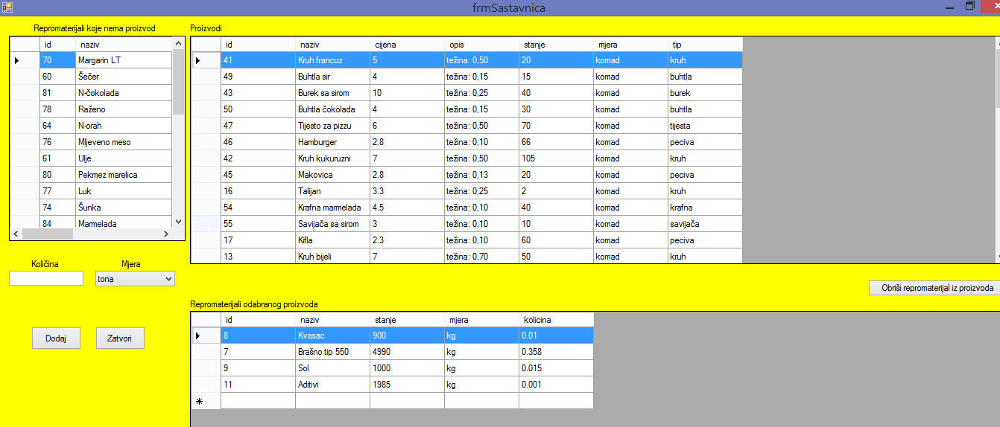 frmSastavnica
Repromaterijali koje nema proizvod
id naziv
70 Margarin LT
60 Šećer
81 N-čokolada
78 Raženo
64 N-orah
76 Mljeveno meso
61 Ulje
80 Pekmez marelica
77 Luk
74 Šunka
84 Marmelada
Količina Mjera
tona
Dodaj Zatvori
Proizvodi
id naziv cijena opis stanje mjera tip
41 Kruh francuz 5 težina: 0,50 20 komad kruh
49 Buhtla sir 4 težina: 0,15 15 komad buhtla
43 Burek sa sirom 10 težina: 0,25 40 komad burek
50 Buhtla čokolada 4 težina: 0,15 30 komad buhtla
47 Tijesto za pizzu 6 težina: 0,50 70 komad tijesta
46 Hamburger 2.8 težina: 0,10 66 komad peciva
42 Kruh kukuruzni 7 težina: 0,50 105 komad kruh
45 Makovica 2.8 težina: 0,13 20 komad peciva
16 Talijan 3.3 težina: 0,25 2 komad kruh
54 Krafna marmelada 4.5 težina: 0,10 40 komad krafna
55 Savijača sa sirom 3 težina: 0,10 10 komad savijača
17 Kifla 2.3 težina: 0,10 60 komad peciva
13 Kruh bijeli 7 težina: 0,70 50 komad kruh
Obriši repromaterijal iz proizvoda
Repromaterijali odabranog proizvoda
id naziv stanje mjera kolicina
8 Kvasac 900 kg 0.01
7 Brašno tip 550 4990 kg 0.358
9 Sol 1000 kg 0.015
11 Aditivi 1985 kg 0.001